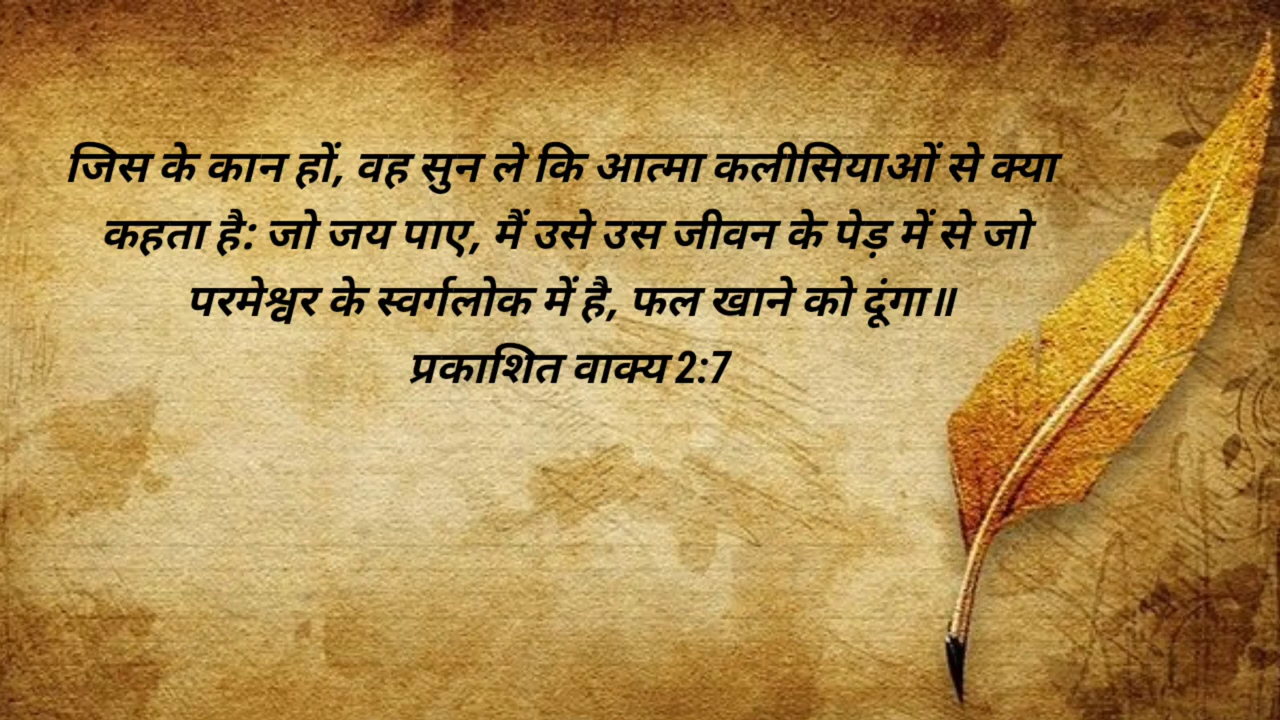 जिस के कान हों, वह सुन ले कि आत्मा कलीसियाओं से क्या
कहता है: जो जय पाए, मैं उसे उस जीवन के पेड़ में से जो
परमेश्वर के स्वर्गलोक में है, फल खाने को दूंगा॥
प्रकाशित वाक्य 2:7